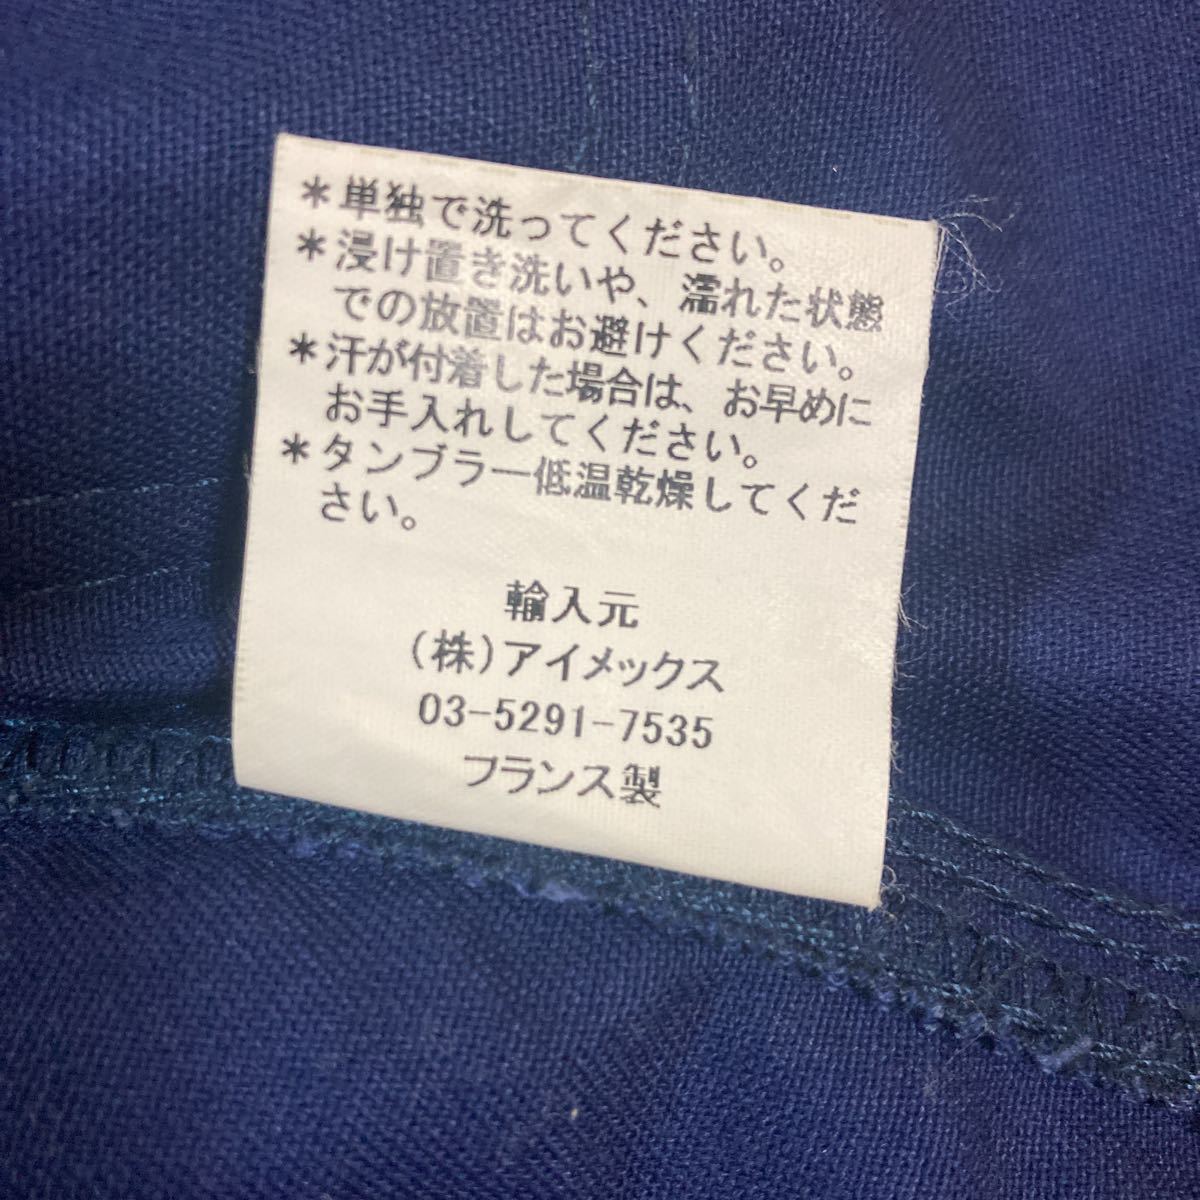 ＊単独で洗ってください。
＊浸け置き洗いや、濡れた状態
での放置はお避けください。
＊汗が付着した場合は、お早めに
お手入れしてください。
＊タンブラー低温乾燥してくだ
さい。
輸入元
(株)アイメックス
03-5291-7535
フランス製